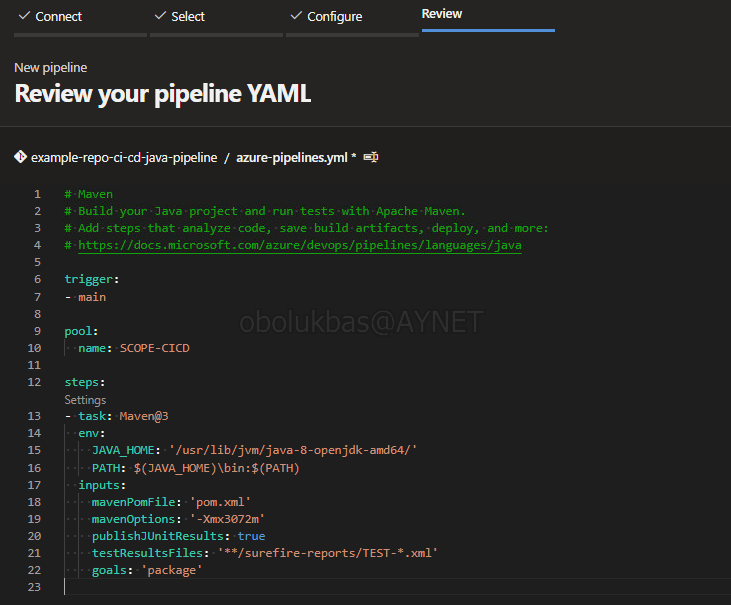 Connect
Select
Configure
Review
New pipeline
Review your pipeline YAML
example-repo-ci-cd-java-pipeline / azure-pipelines.yml *
1 # Maven
2 # Build your Java project and run tests with Apache Maven.
3 # Add steps that analyze code, save build artifacts, deploy, and more:
4 # https://docs.microsoft.com/azure/devops/pipelines/languages/java
5
6 trigger:
7 - main
8
obolukbas@AYNET
9 pool:
10   name: SCOPE-CICD
11
12 steps:
Settings
13 - task: Maven@3
14   env:
15     JAVA_HOME: '/usr/lib/jvm/java-8-openjdk-amd64/'
16     PATH: $(JAVA_HOME)\bin:$(PATH)
17   inputs:
18     mavenPomFile: 'pom.xml'
19     mavenOptions: '-Xmx3072m'
20     publishJUnitResults: true
21     testResultsFiles: '**/surefire-reports/TEST-*.xml'
22     goals: 'package'
23